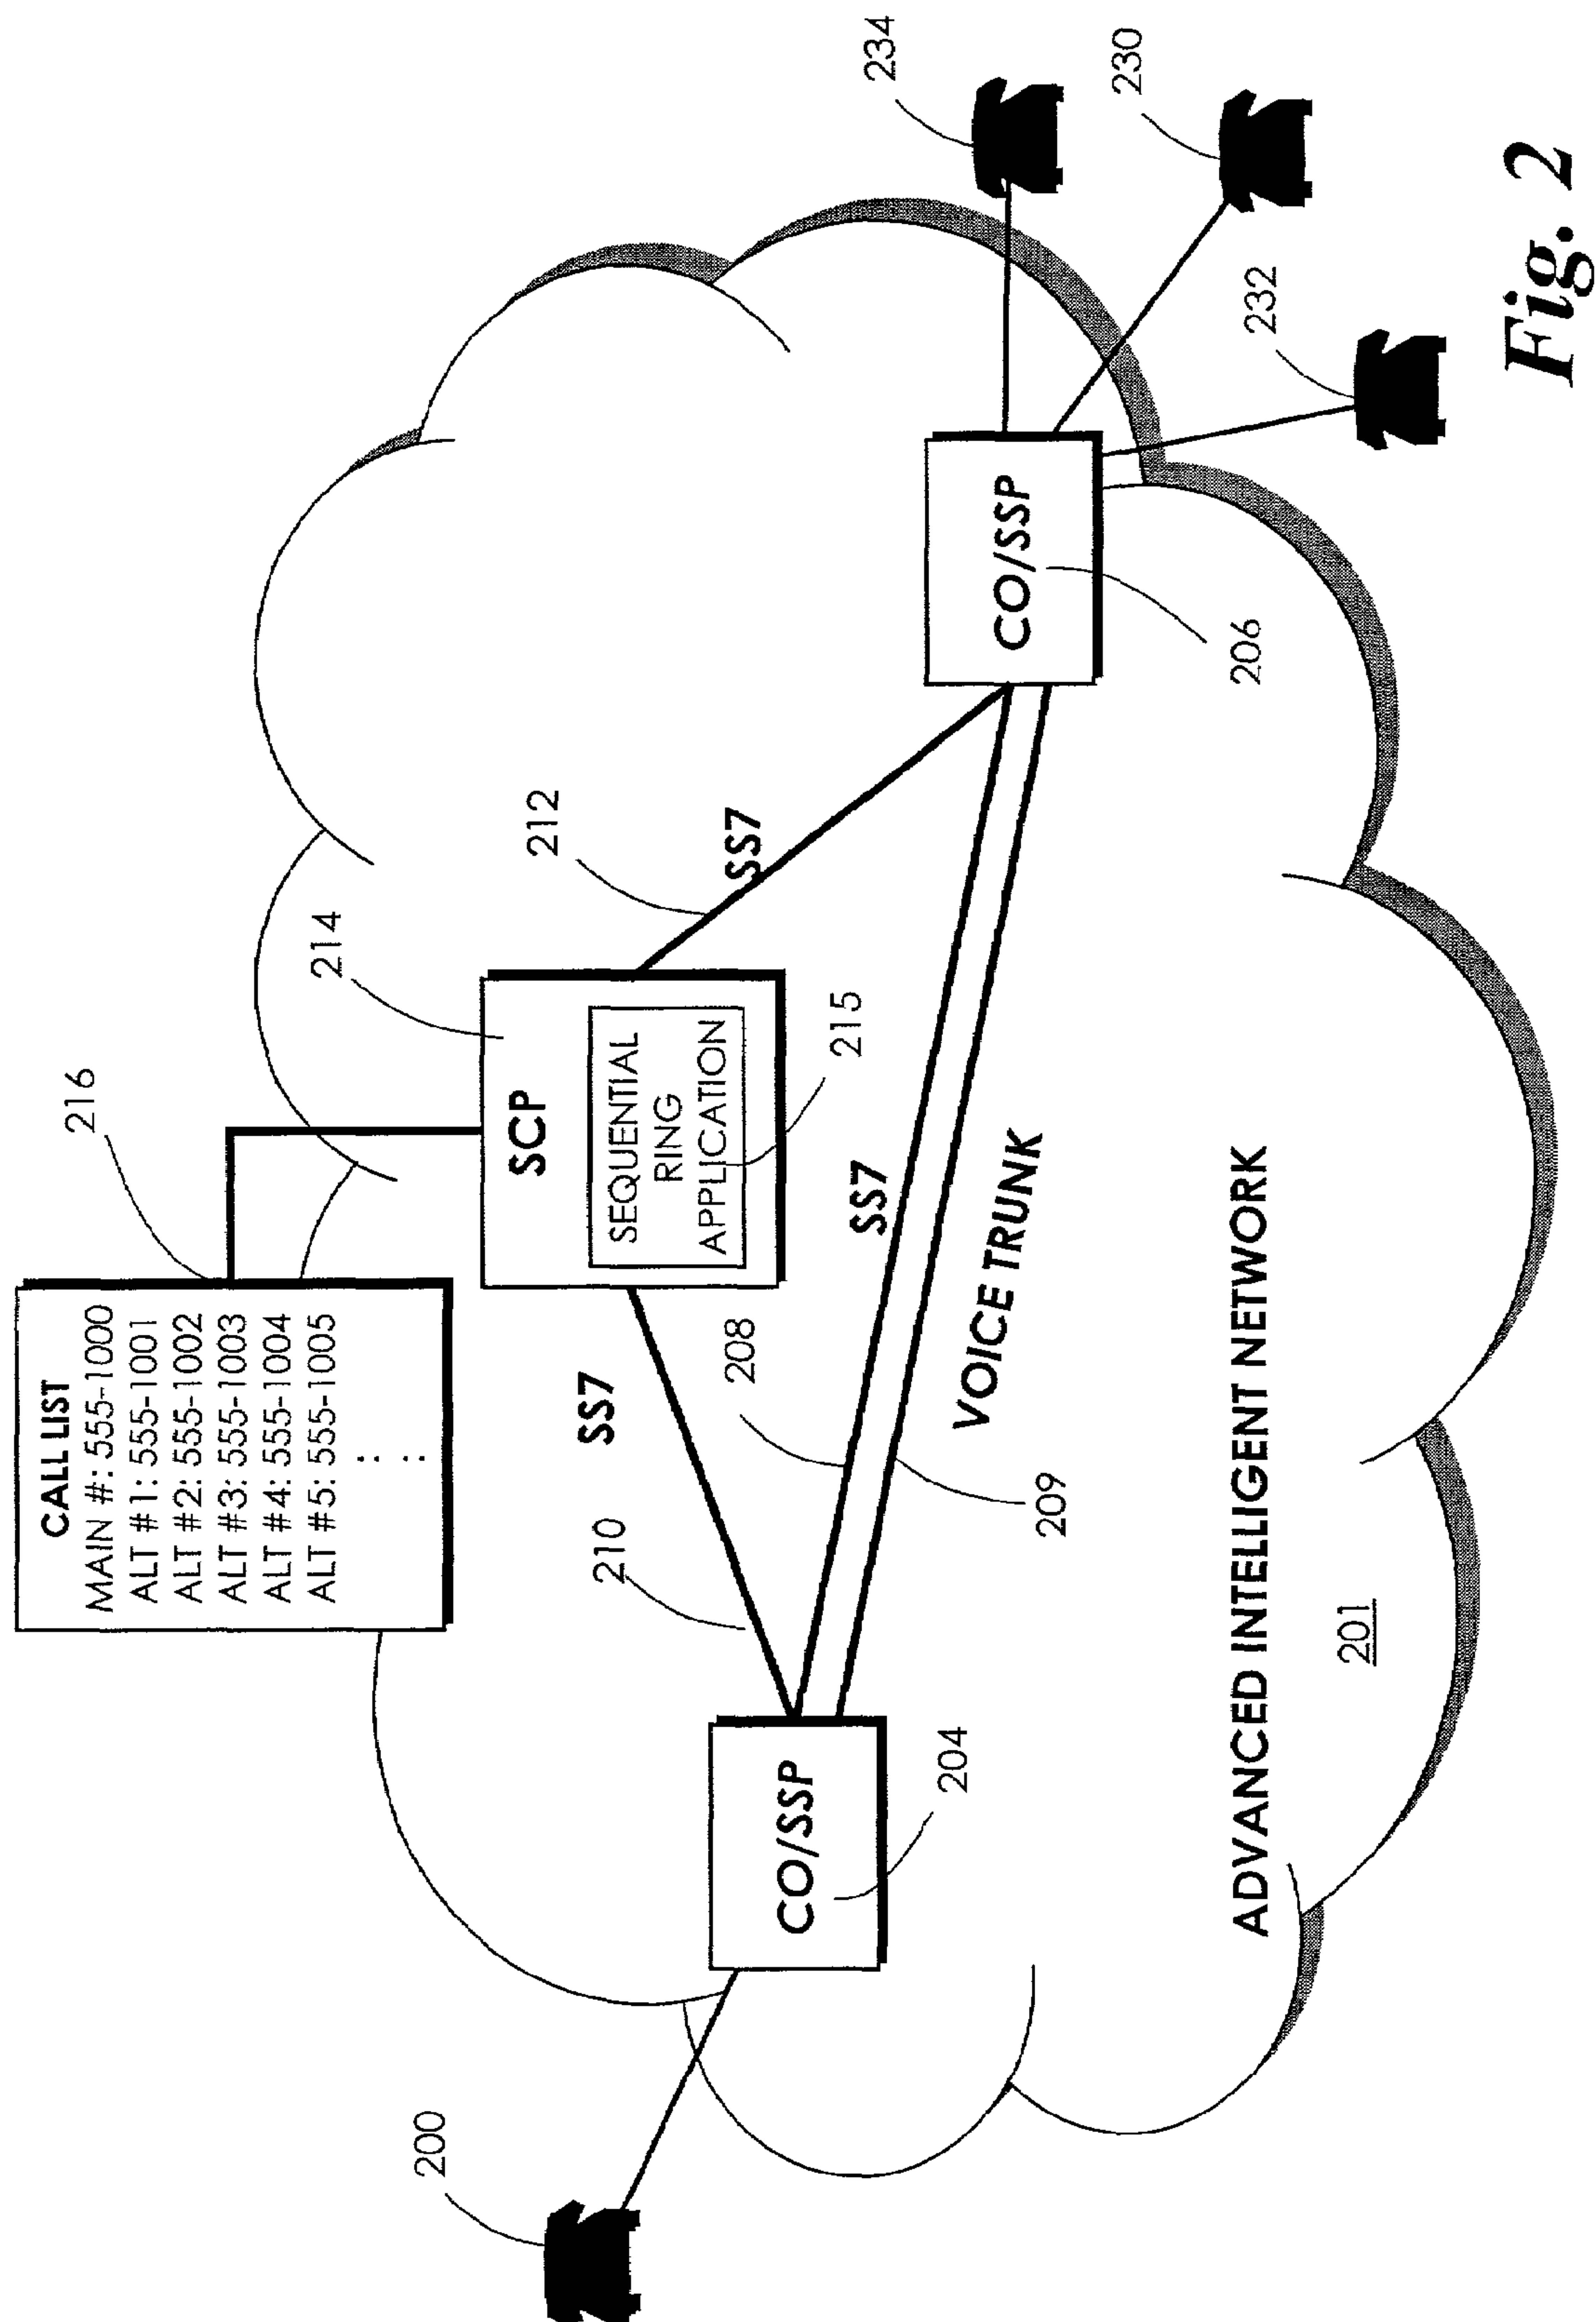 CALL LIST
MAIN #: 555-1000
ALT #1: 555-1001
ALT #2: 555-1002
ALT #3: 555-1003
ALT #4: 555-1004
ALT #5: 555-1005
:
:
216
214
SCP
SEQUENTIAL
RING
APPLICATION
215
212
SS7
SS7
210
208
SS7
VOICE TRUNK
209
200
CO/SSP
204
CO/SSP
206
234
230
232
ADVANCED INTELLIGENT NETWORK
201
Fig. 2